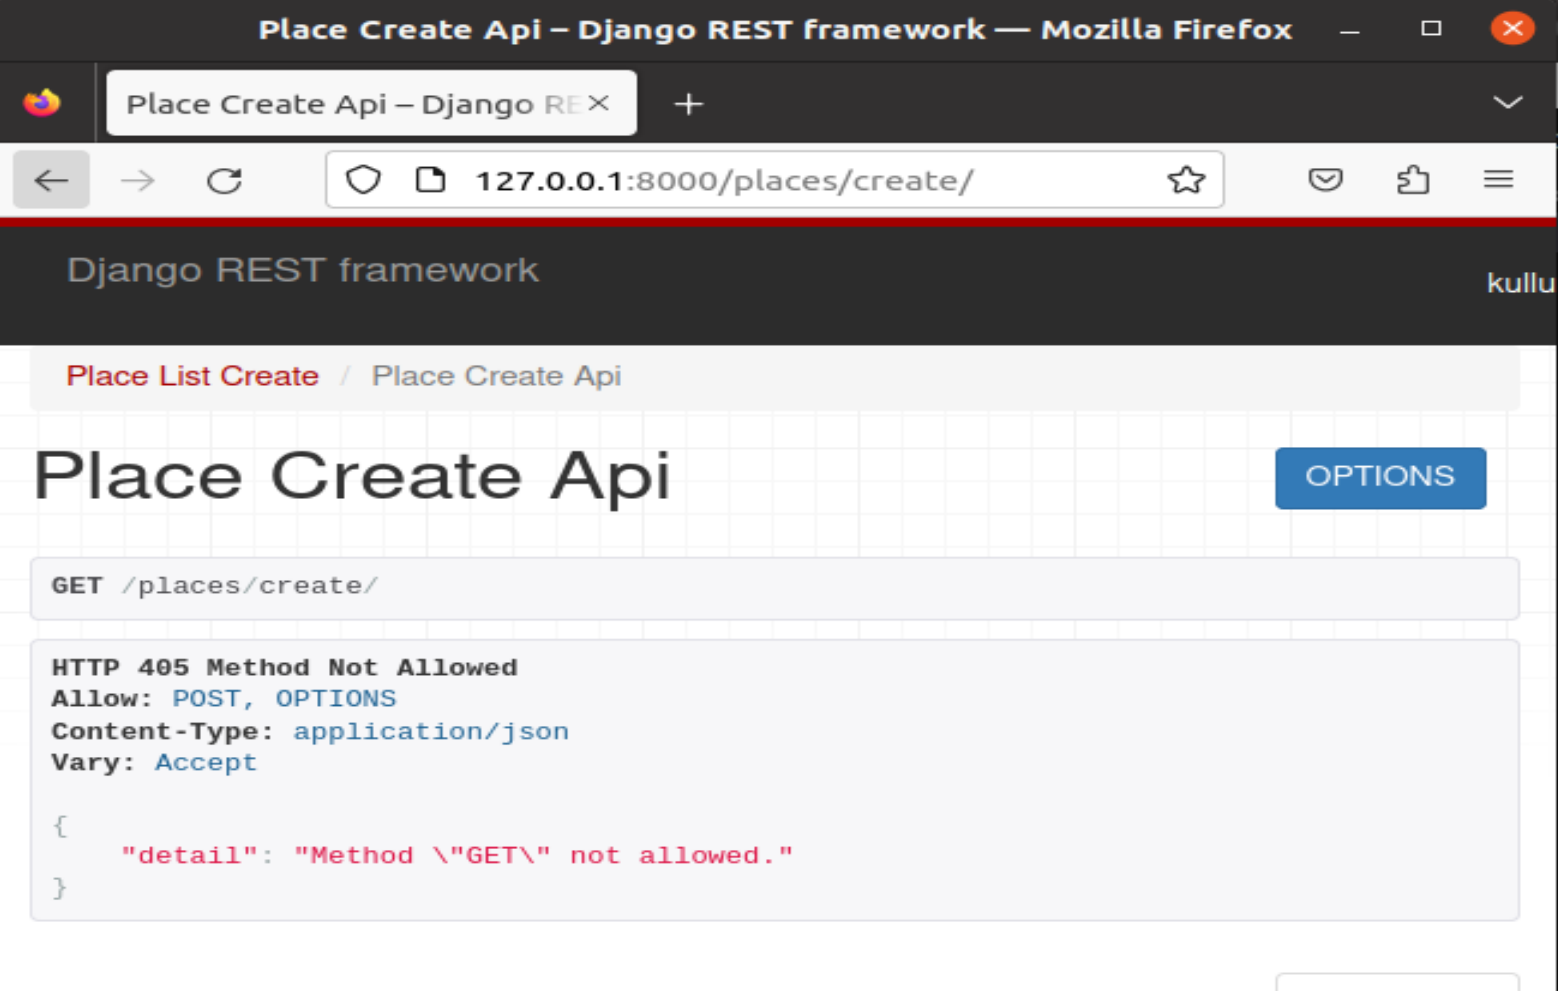 Place Create Api – Django REST framework — Mozilla Firefox
Place Create Api – Django RE
127.0.0.1:8000/places/create/
Django REST framework
kullu
Place List Create / Place Create Api
Place Create Api
OPTIONS
GET /places/create/
HTTP 405 Method Not Allowed
Allow: POST, OPTIONS
Content-Type: application/json
Vary: Accept
{
"detail": "Method \"GET\" not allowed."
}